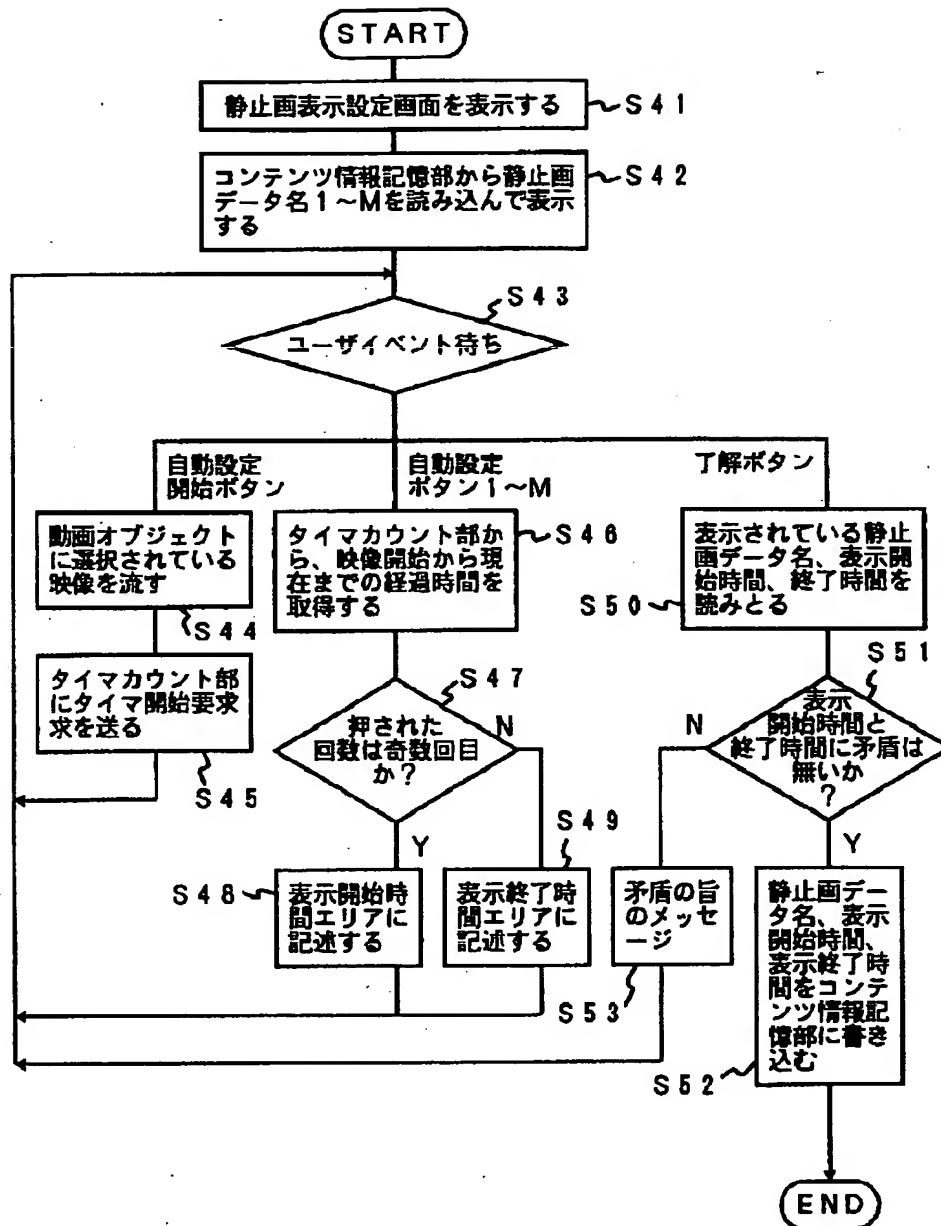 START
静止画表示設定画面を表示する
S41
コンテンツ情報記憶部から静止画
データ名1～Mを読み込んで表示
する
S42
S43
ユーザイベント待ち
自動設定
開始ボタン
自動設定
ボタン1～M
了解ボタン
動画オブジェクト
に選択されている
映像を流す
S44
タイマカウント部
にタイマ開始要求
求を送る
S45
タイマカウント部か
ら、映像開始から現
在までの経過時間を
取得する
S46
S47
押された
回数は奇数回目
か？
N
Y
S48
表示開始時
間エリアに
記述する
S49
表示終了時
間エリアに
記述する
表示されている静止
画データ名、表示開
始時間、終了時間を
読みとる
S50
S51
表示
開始時間と
終了時間に矛盾は
無いか
？
N
Y
矛盾の旨
のメッセ
ージ
S53
静止画デー
タ名、表示
開始時間、
表示終了時
間をコンテ
ンツ情報記
憶部に書き
込む
S52
END